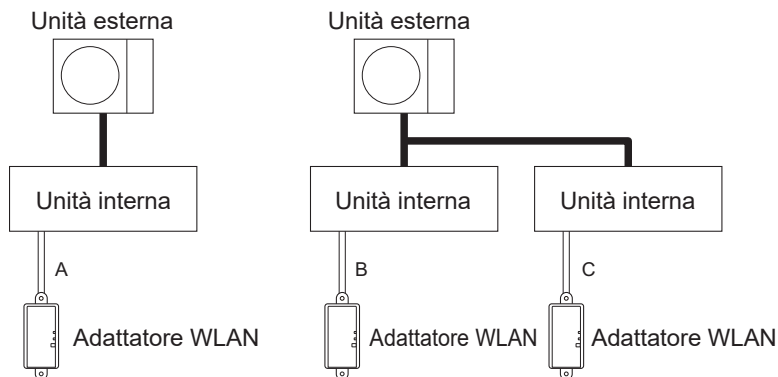 Unità esterna
Unità esterna
Unità interna
Unità interna
Unità interna
A
B
C
Adattatore WLAN
Adattatore WLAN
Adattatore WLAN